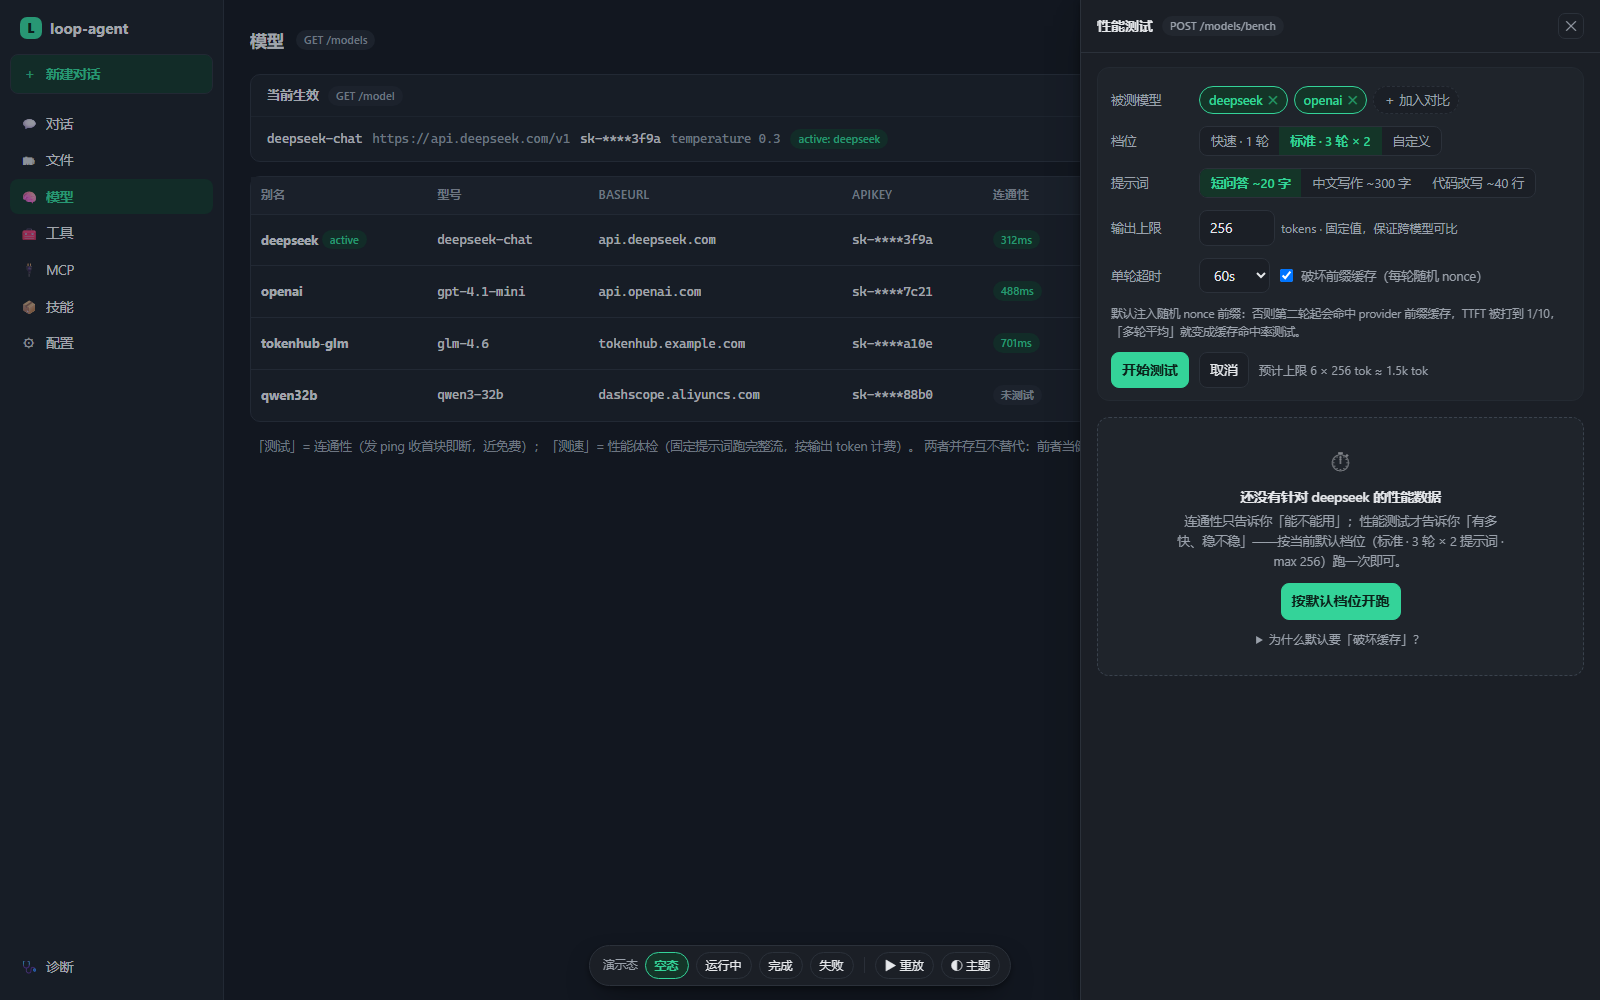 L loop-agent
+ 新建对话
对话
文件
模型
工具
MCP
技能
配置
诊断
模型 GET /models
当前生效 GET /model
deepseek-chat https://api.deepseek.com/v1 sk-****3f9a temperature 0.3 active: deepseek
别名 型号 BASEURL APIKEY 连通性
deepseek active deepseek-chat api.deepseek.com sk-****3f9a 312ms
openai gpt-4.1-mini api.openai.com sk-****7c21 488ms
tokenhub-glm glm-4.6 tokenhub.example.com sk-****a10e 701ms
qwen32b qwen3-32b dashscope.aliyuncs.com sk-****88b0 未测试
「测试」= 连通性（发 ping 收首块即断，近免费）；「测速」= 性能体检（固定提示词跑完整流，按输出 token 计费）。两者并存互不替代：前者当
性能测试 POST /models/bench ×
被测模型 deepseek × openai × + 加入对比
档位 快速 · 1 轮 标准 · 3 轮 × 2 自定义
提示词 短问答 ~20 字 中文写作 ~300 字 代码改写 ~40 行
输出上限 256 tokens · 固定值，保证跨模型可比
单轮超时 60s 破坏前缀缓存（每轮随机 nonce）
默认注入随机 nonce 前缀：否则第二轮起会命中 provider 前缀缓存，TTFT 被打到 1/10，
「多轮平均」就变成缓存命中率测试。
开始测试 取消 预计上限 6 × 256 tok ≈ 1.5k tok
还没有针对 deepseek 的性能数据
连通性只告诉你「能不能用」；性能测试才告诉你「有多
快、稳不稳」——按当前默认档位（标准 · 3 轮 × 2 提示词 ·
max 256）跑一次即可。
按默认档位开跑
▶ 为什么默认要「破坏缓存」？
演示态 空态 运行中 完成 失败 ▶ 重放 主题